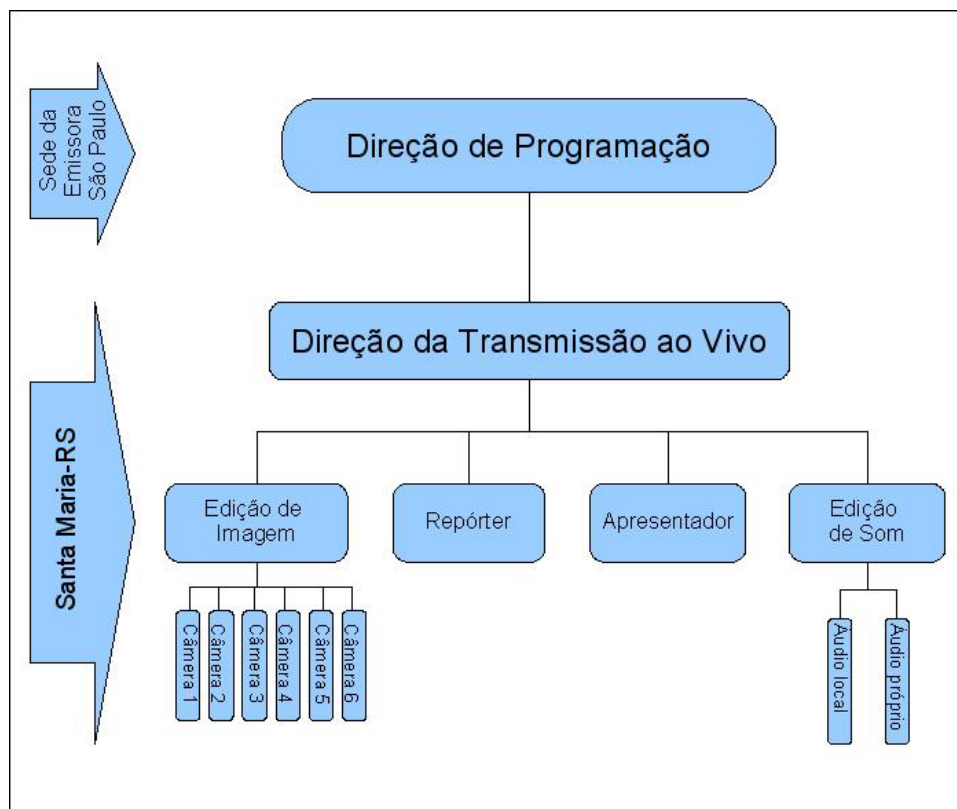 Sede da
Emissora
São Paulo
Direção de Programação
Direção da Transmissão ao Vivo
Santa Maria-RS
Edição de
Imagem
Repórter
Apresentador
Edição
de Som
Câmera 1
Câmera 2
Câmera 3
Câmera 4
Câmera 5
Câmera 6
Áudio local
Áudio próprio